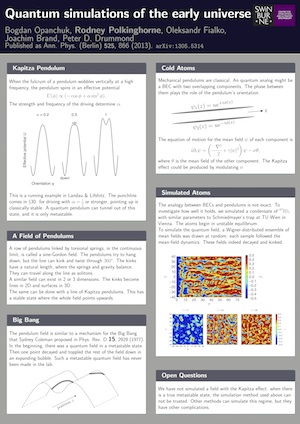 Quantum simulations of the early universe
SWIN
BUR
NE
Bogdan Opanchuk, Rodney Polkinghorne, Oleksandr Fialko,
Joachim Brand, Peter D. Drummond
Published as Ann. Phys. (Berlin) 525, 866 (2013). arXiv:1305.5314
Kapitza Pendulum
When the fulcrum of a pendulum wobbles vertically at a high
frequency, the pendulum spins in an effective potential
The strength and frequency of the driving determine
Effective potential
Orientation φ
down
This is a running example in Landau & Lifshitz. The punchline
comes in §30: for driving with
stronger, pointing up is
classically stable. A quantum pendulum can tunnel out of this
state, and it is only metastable.
A Field of Pendulums
A row of pendulums linked by torsional springs, in the continuous
limit, is called a sine-Gordon field. The pendulums try to hang
down, but the line can kink and twist through 360°. The kinks
have a natural length, where the springs and gravity balance.
They can travel along the line as solitons.
A similar field can exist in 2 or 3 dimensions. The kinks become
lines in 2D and surfaces in 3D.
The same can be done with a line of Kapitza pendulums. This has
a stable state where the whole field points upwards.
Big Bang
The pendulum field is similar to a mechanism for the Big Bang
that Sydney Coleman proposed in Phys. Rev. D 15, 2929 (1977).
In the beginning, there was a quantum field in a metastable state.
Then one point decayed and toppled the rest of the field down in
an expanding bubble. Such a metastable quantum field has never
been made in the lab.
Cold Atoms
Mechanical pendulums are classical. An quantum analog might be
a BEC with two overlapping components. The phase between
them plays the role of the pendulum's orientation.
The equation of motion for the mean field ψ of each component is
where θ is the mean field of the other component. The Kapitza
effect could be produced by modulating
Simulated Atoms
The analogy between BECs and pendulums is not exact. To
investigate how well it holds, we simulated a condensate of
with similar parameters to Schmiedmayer's trap at TU Wien in
Vienna. The atoms begin in unstable equilibrium.
To simulate the quantum field, a Wigner-distributed ensemble of
mean fields was drawn at random; each sample followed the
mean-field dynamics. These fields indeed decayed and kinked.
Open Questions
We have not simulated a field with the Kapitza effect: when there
is a true metastable state, the simulation method used above can
not be trusted. Other methods can simulate this regime, but they
have other complications.